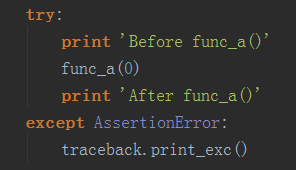 try:
    print 'Before func_a()'
    func_a(0)
    print 'After func_a()'
except AssertionError:
    traceback.print_exc()